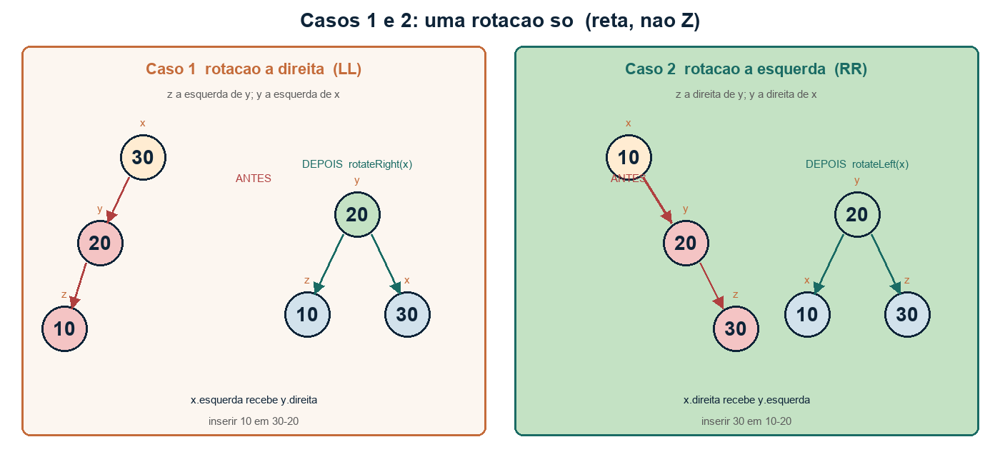 Casos 1 e 2: uma rotacao so  (reta, nao Z)
Caso 1  rotacao a direita  (LL)
z a esquerda de y; y a esquerda de x
x
30
DEPOIS  rotateRight(x)
ANTES
y
20
y
20
z
x
z
10
30
10
x.esquerda recebe y.direita
inserir 10 em 30-20
Caso 2  rotacao a esquerda  (RR)
z a direita de y; y a direita de x
x
10
DEPOIS  rotateLeft(x)
ANTES
y
20
y
20
x
z
z
10
30
30
x.direita recebe y.esquerda
inserir 30 em 10-20